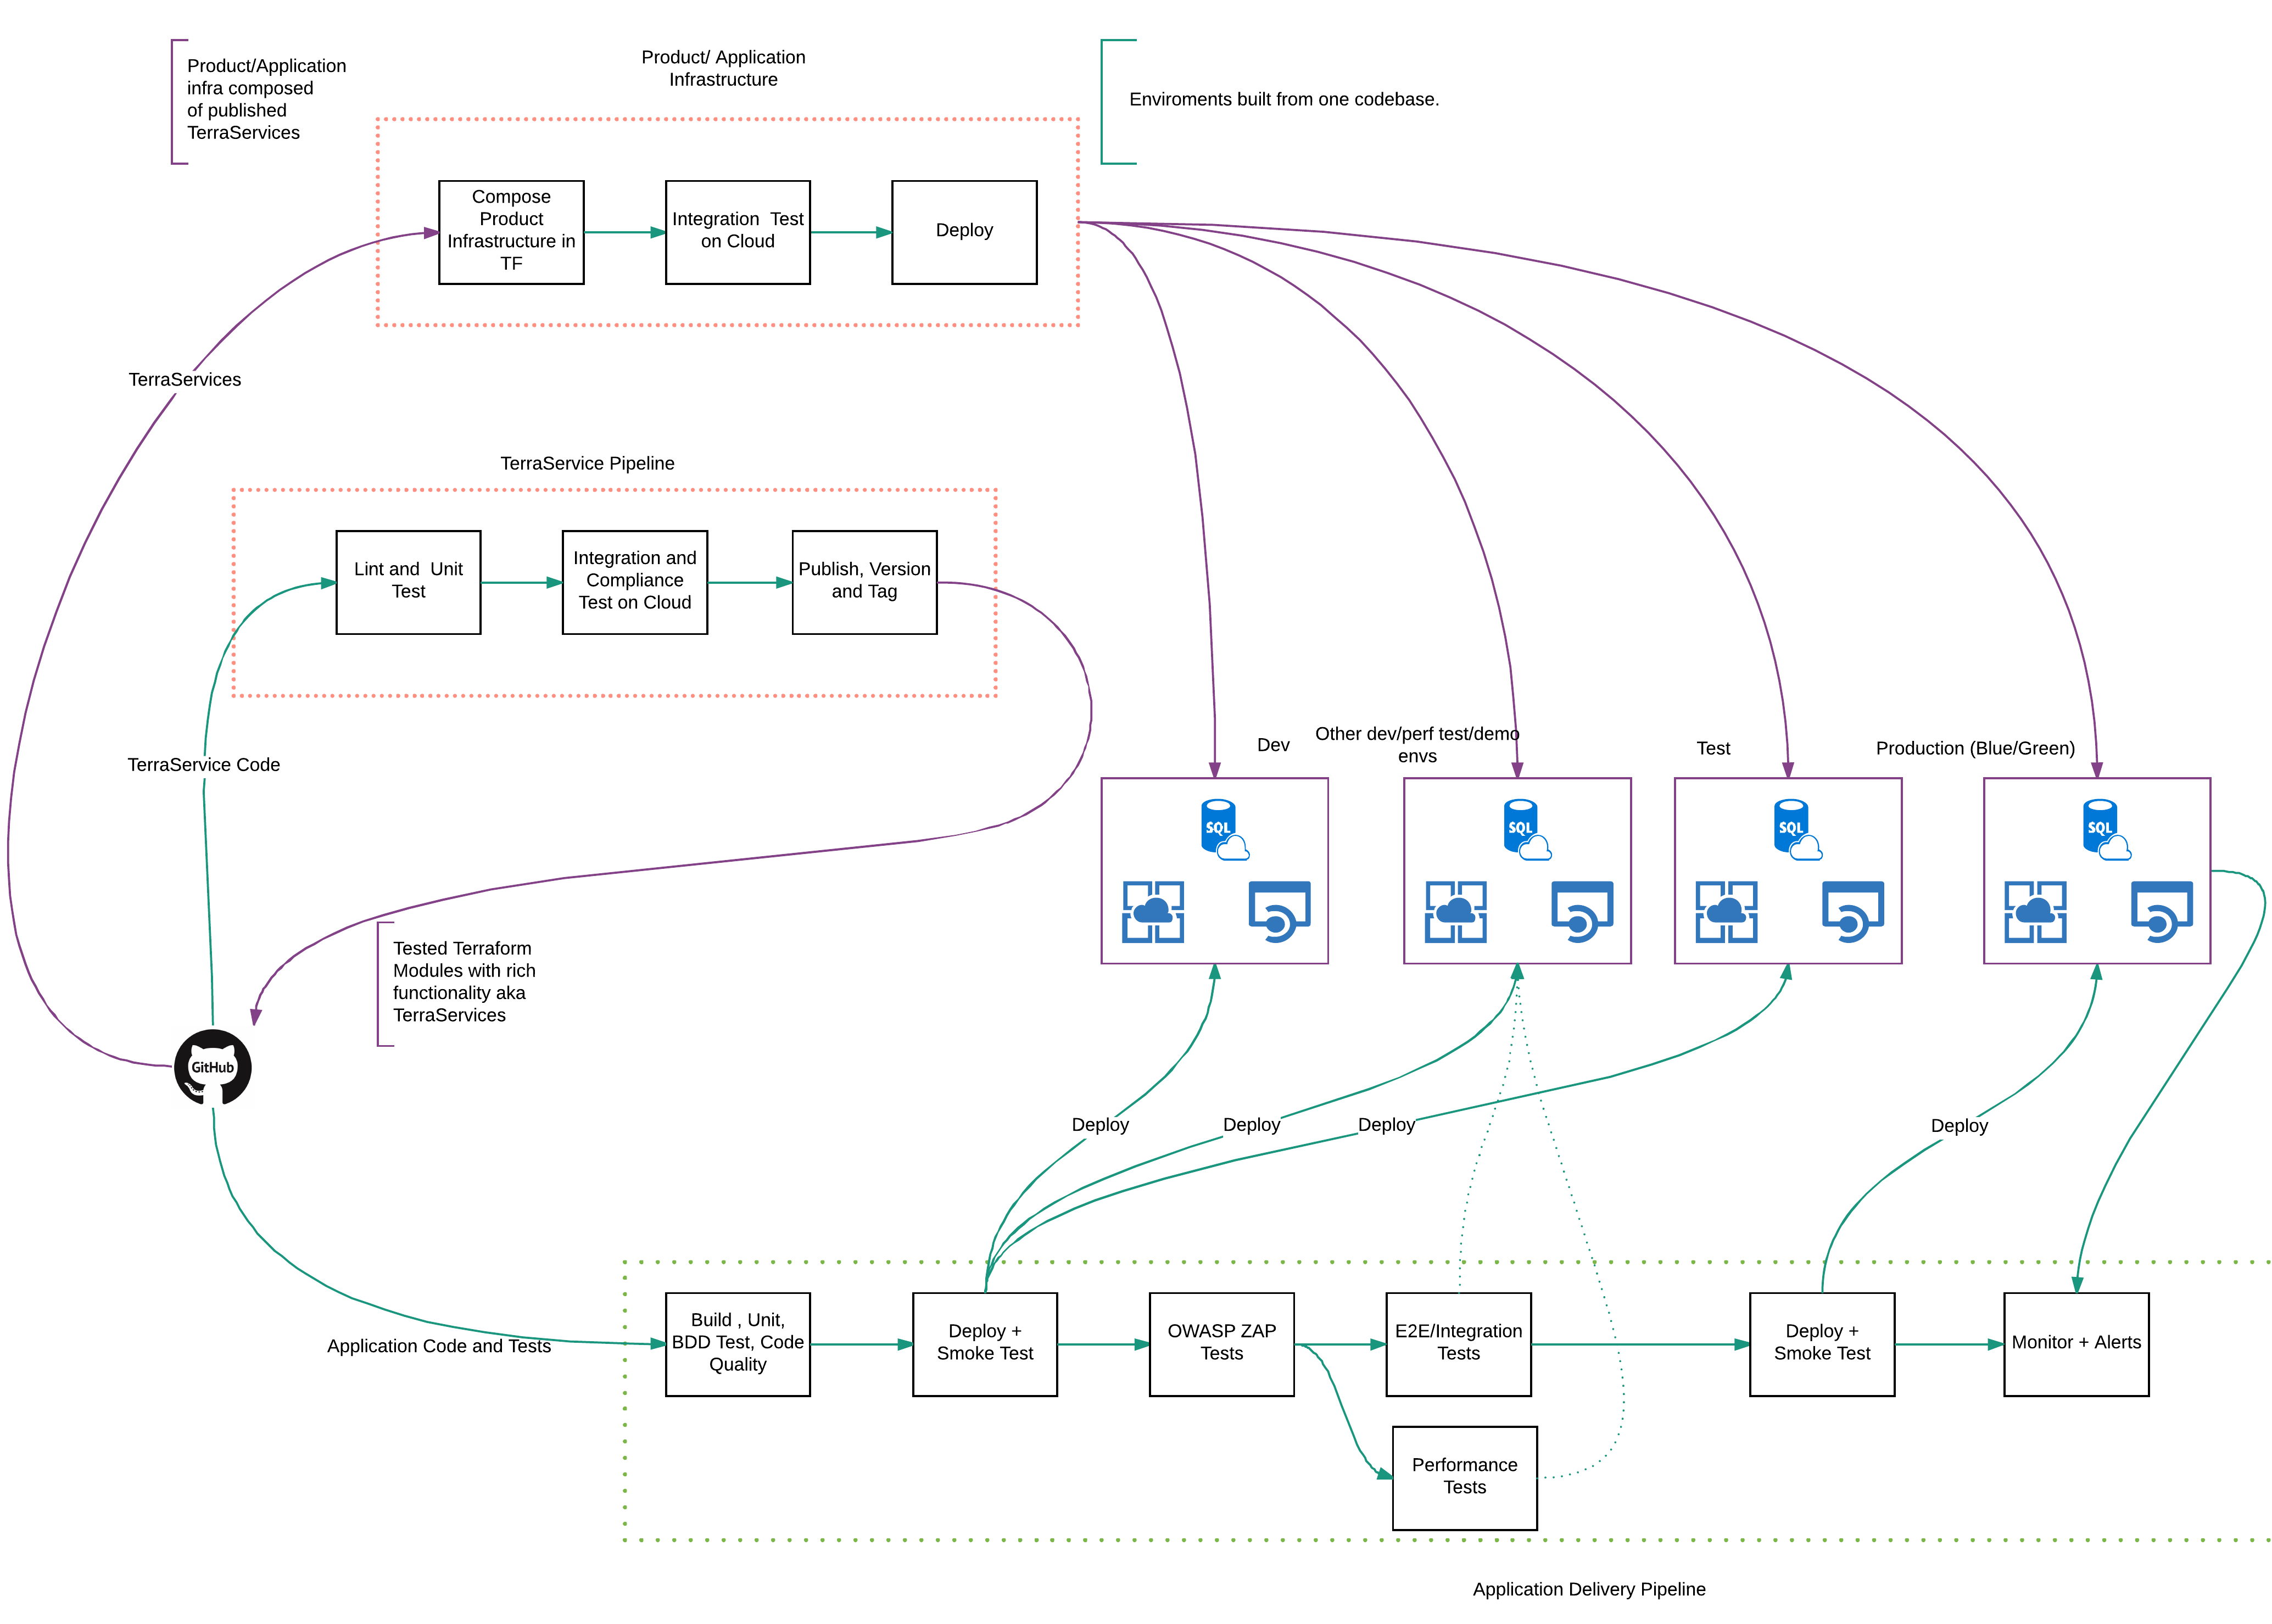 Product/Application
infra composed
of published
TerraServices
Product/ Application
Infrastructure
Enviroments built from one codebase.
Compose
Product
Infrastructure in
TF
Integration  Test
on Cloud
Deploy
TerraServices
TerraService Pipeline
Lint and  Unit
Test
Integration and
Compliance
Test on Cloud
Publish, Version
and Tag
TerraService Code
Dev
Other dev/perf test/demo
envs
Test
Production (Blue/Green)
SQL
SQL
SQL
SQL
Tested Terraform
Modules with rich
functionality aka
TerraServices
GitHub
Deploy
Deploy
Deploy
Deploy
Application Code and Tests
Build , Unit,
BDD Test, Code
Quality
Deploy +
Smoke Test
OWASP ZAP
Tests
E2E/Integration
Tests
Deploy +
Smoke Test
Monitor + Alerts
Performance
Tests
Application Delivery Pipeline